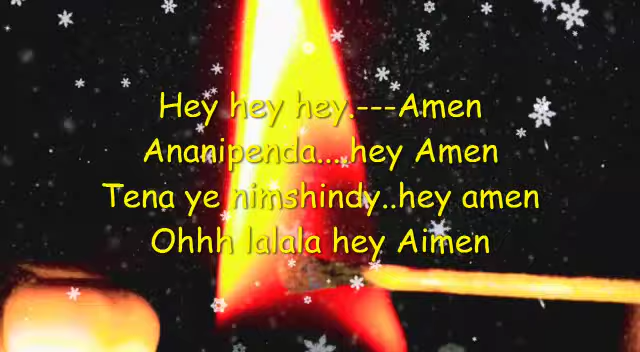 Hey hey hey.---Amen
Ananipenda....hey Amen
Tena ye nimshindy..hey amen
Ohhh lalala hey Aimen